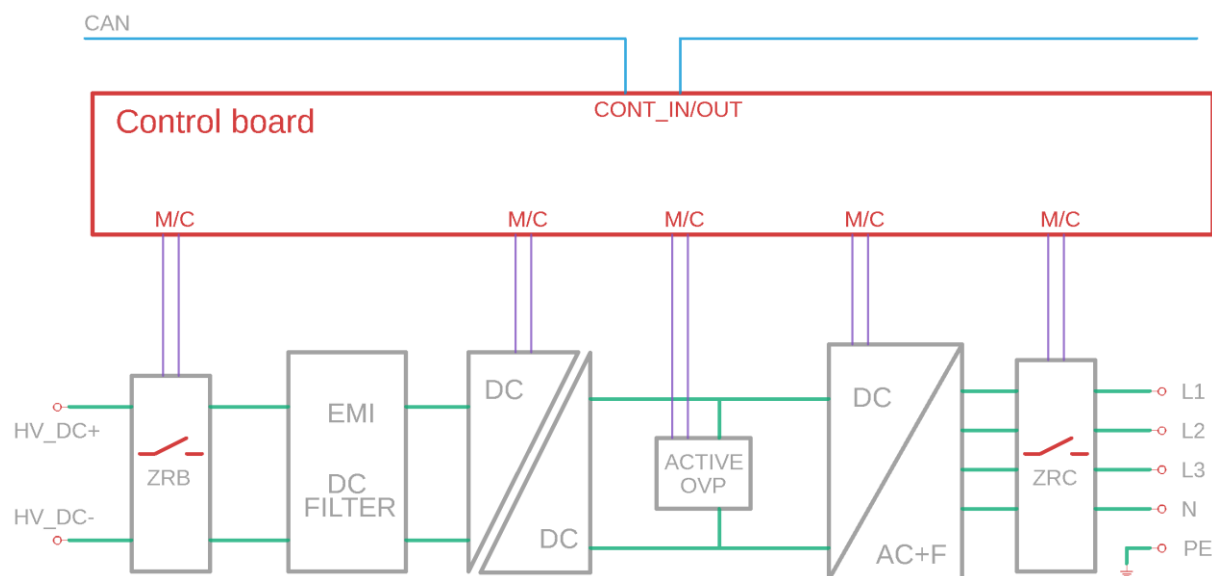 CAN
CONT_IN/OUT
Control board
M/C
M/C
M/C
M/C
M/C
HV_DC+
HV_DC-
ZRB
EMI
DC
FILTER
DC
DC
ACTIVE
OVP
DC
AC+F
ZRC
L1
L2
L3
N
PE